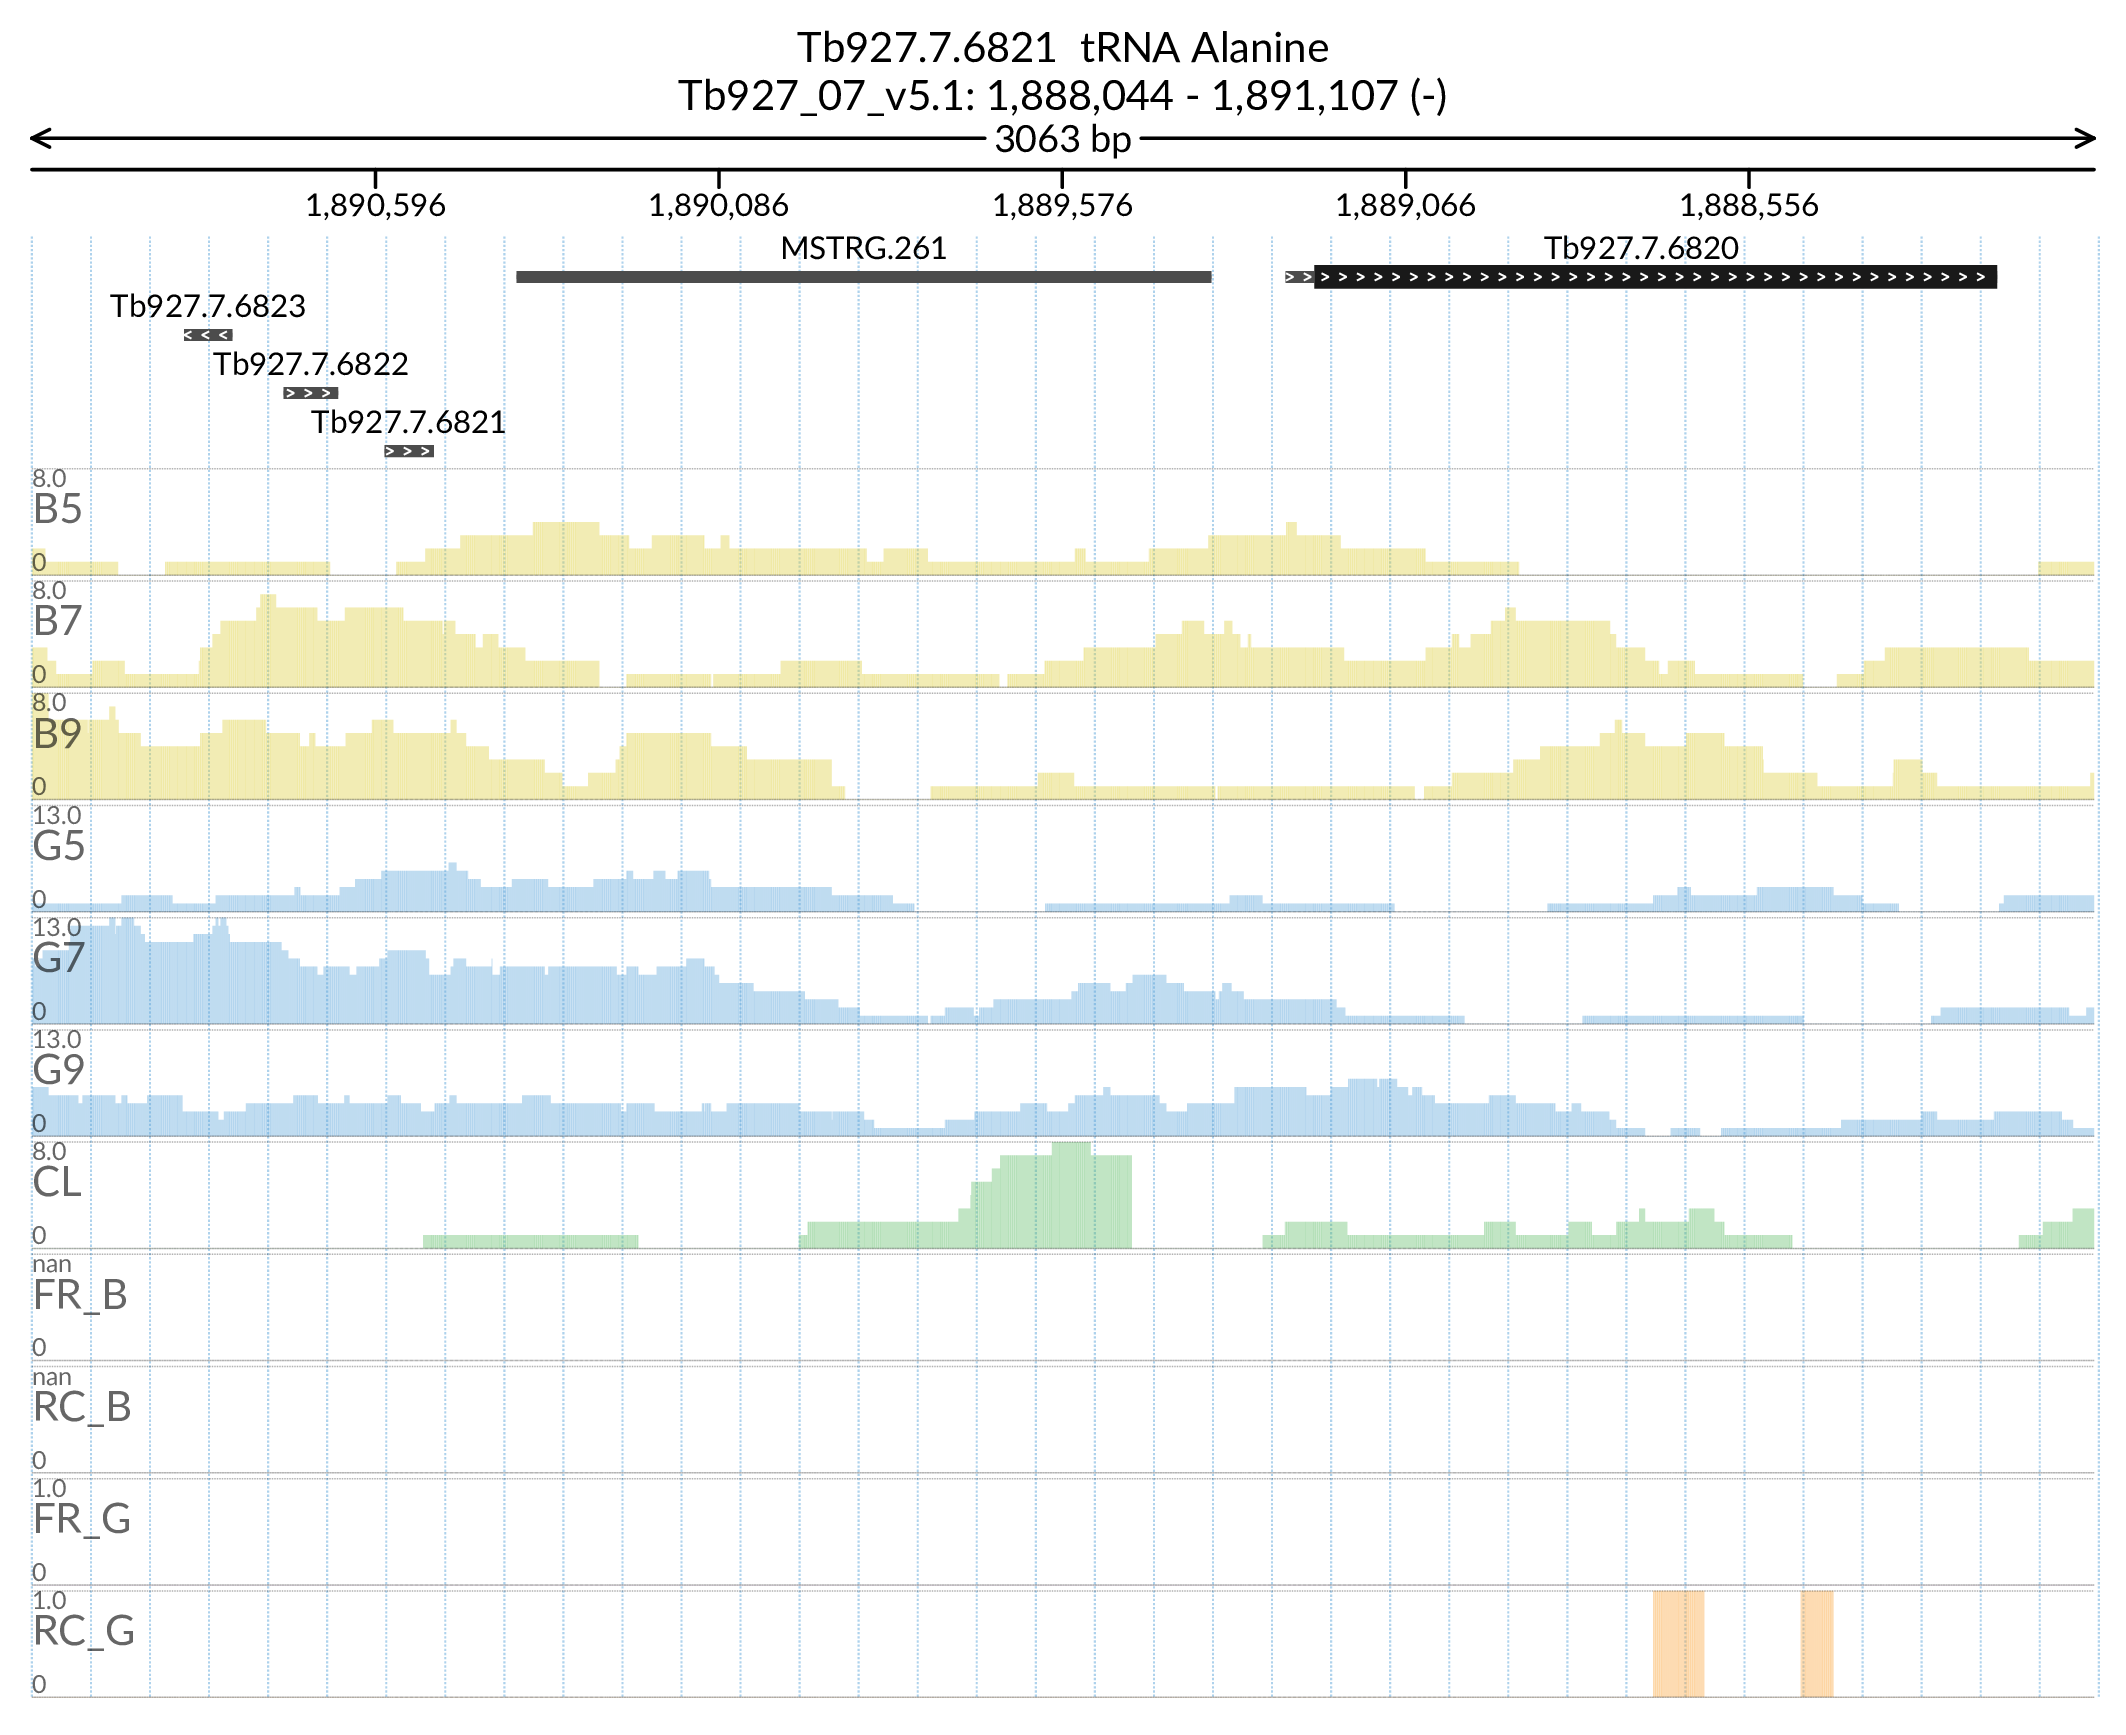 Tb927.7.6821  tRNA Alanine
Tb927_07_v5.1: 1,888,044 - 1,891,107 (-)
3063 bp
1,890,596 1,890,086 1,889,576 1,889,066 1,888,556
MSTRG.261 Tb927.7.6820
Tb927.7.6823
Tb927.7.6822
Tb927.7.6821
8.0
B5
0
8.0
B7
0
8.0
B9
0
13.0
G5
0
13.0
G7
0
13.0
G9
0
8.0
CL
0
nan
FR_B
0
nan
RC_B
0
1.0
FR_G
0
1.0
RC_G
0